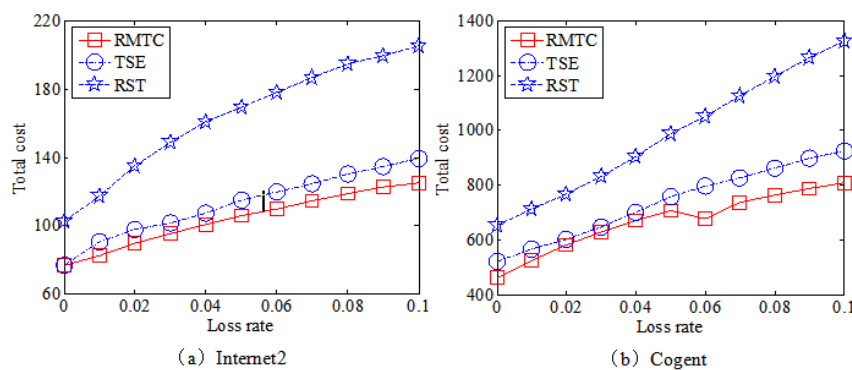 220
180
140
100
60
Total cost
RMTC
TSE
RST
0 0.02 0.04 0.06 0.08 0.1
Loss rate
(a) Internet2
1400
1200
1000
800
600
400
Total cost
RMTC
TSE
RST
0 0.02 0.04 0.06 0.08 0.1
Loss rate
(b) Cogent